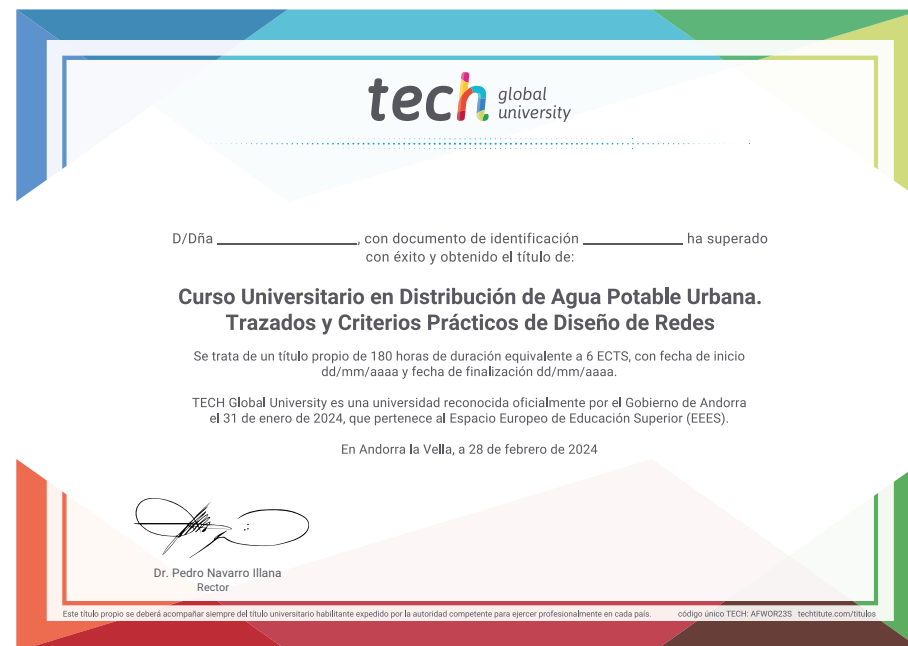 tech global university
D/Dña ______________, con documento de identificación __________ ha superado
con éxito y obtenido el título de:
Curso Universitario en Distribución de Agua Potable Urbana.
Trazados y Criterios Prácticos de Diseño de Redes
Se trata de un título propio de 180 horas de duración equivalente a 6 ECTS, con fecha de inicio
dd/mm/aaaa y fecha de finalización dd/mm/aaaa.
TECH Global University es una universidad reconocida oficialmente por el Gobierno de Andorra
el 31 de enero de 2024, que pertenece al Espacio Europeo de Educación Superior (EEES).
En Andorra la Vella, a 28 de febrero de 2024
Dr. Pedro Navarro Illana
Rector
Este título propio se deberá acompañar siempre del título universitario habilitante expedido por la autoridad competente para ejercer profesionalmente en cada país. código único TECH: AFWOR23S techtitute.com/titulos